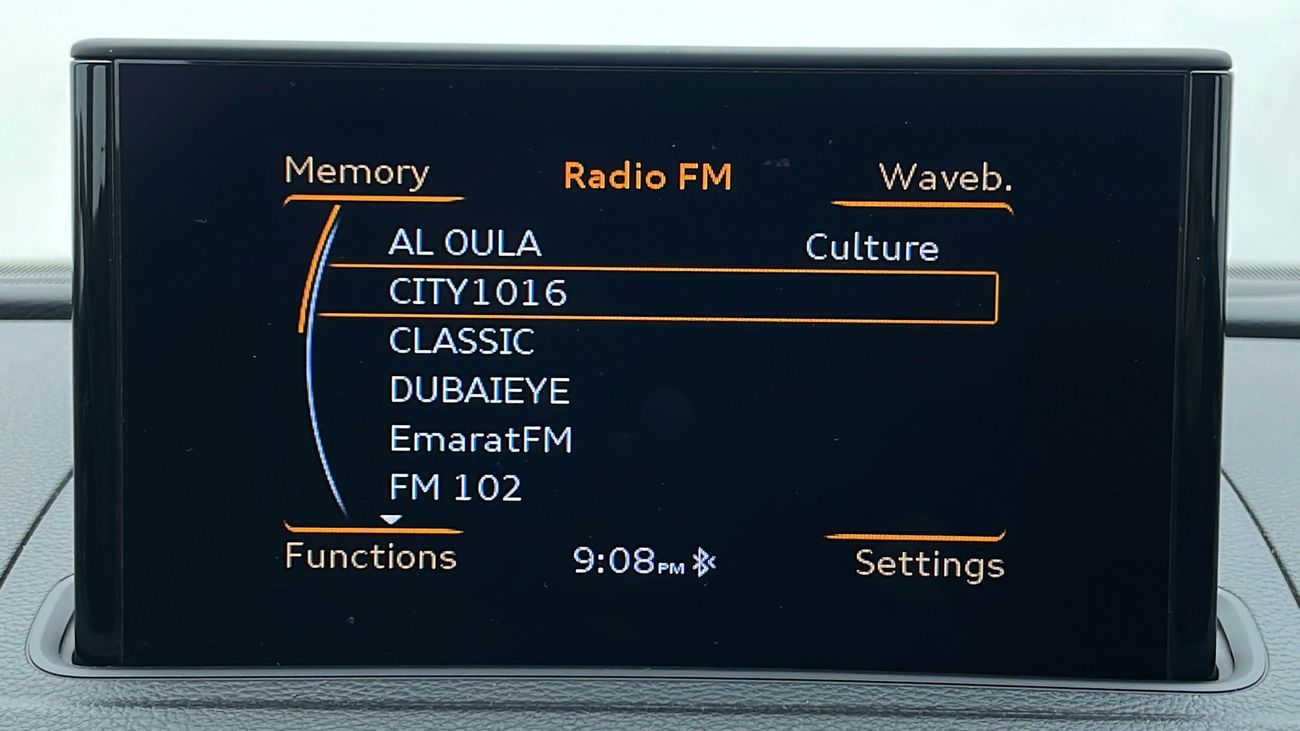 Memory Radio FM Waveb.
AL OULA Culture
CITY1016
CLASSIC
DUBAIEYE
EmaratFM
FM 102
Functions 9:08PM Settings